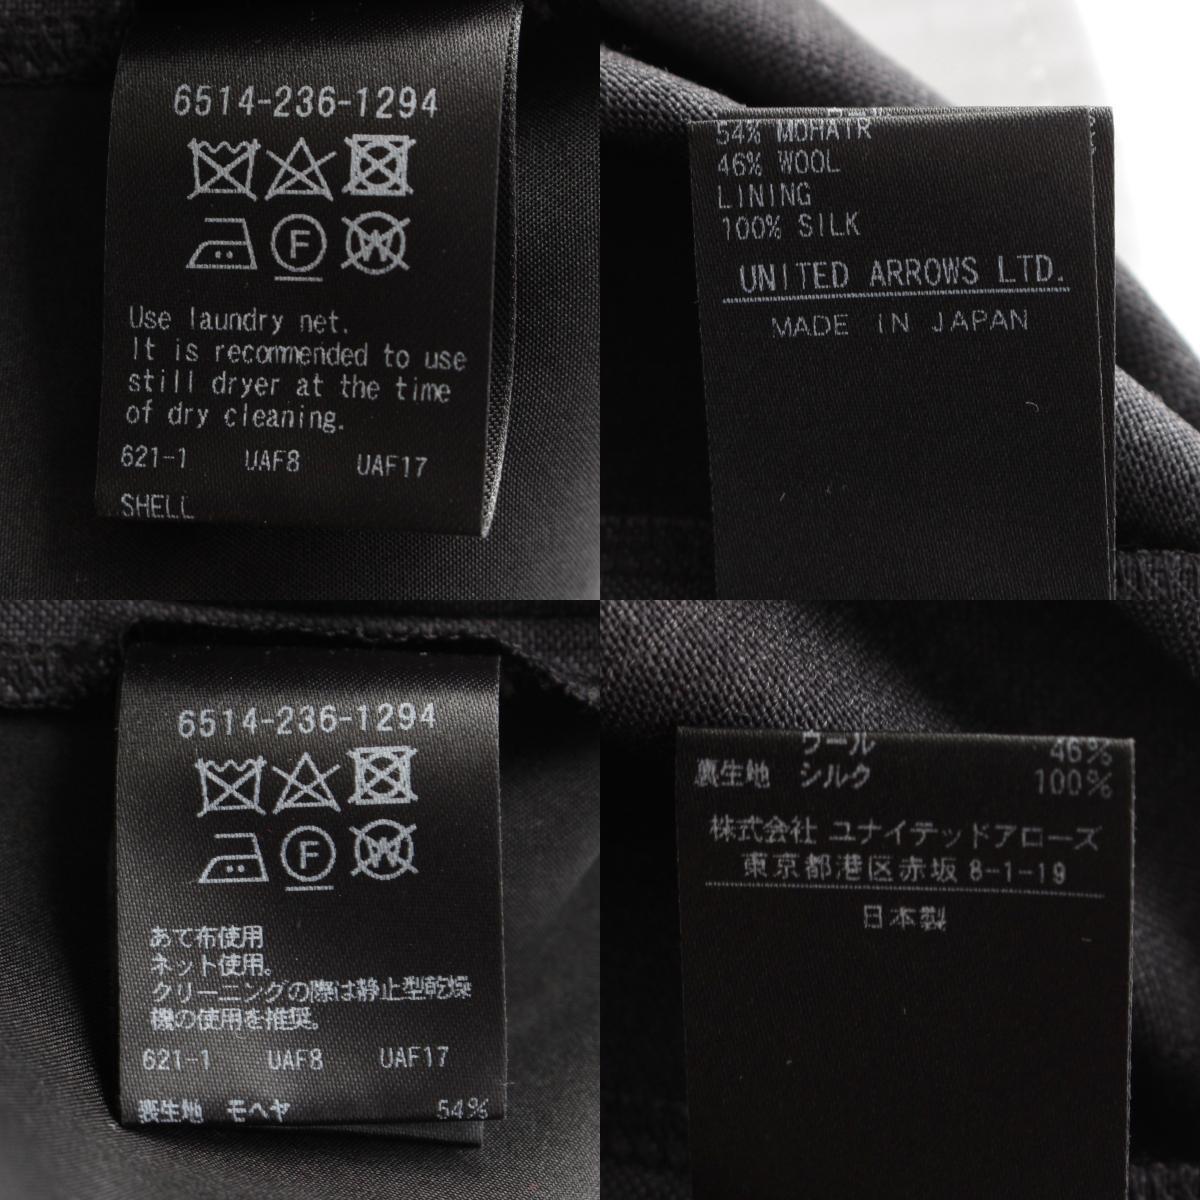 6514-236-1294
Use laundry net.
It is recommended to use
still dryer at the time
of dry cleaning.
621-1 UAF8 UAF17
SHELL
54% MOHAIR
46% WOOL
LINING
100% SILK
UNITED ARROWS LTD.
MADE IN JAPAN
6514-236-1294
あて布使用
ネット使用。
クリーニングの際は静止型乾燥
機の使用を推奨。
621-1 UAF8 UAF17
表生地 モヘヤ 54%
ウール 46%
裏生地 シルク 100%
株式会社 ユナイテッドアローズ
東京都港区赤坂 8-1-19
日本製